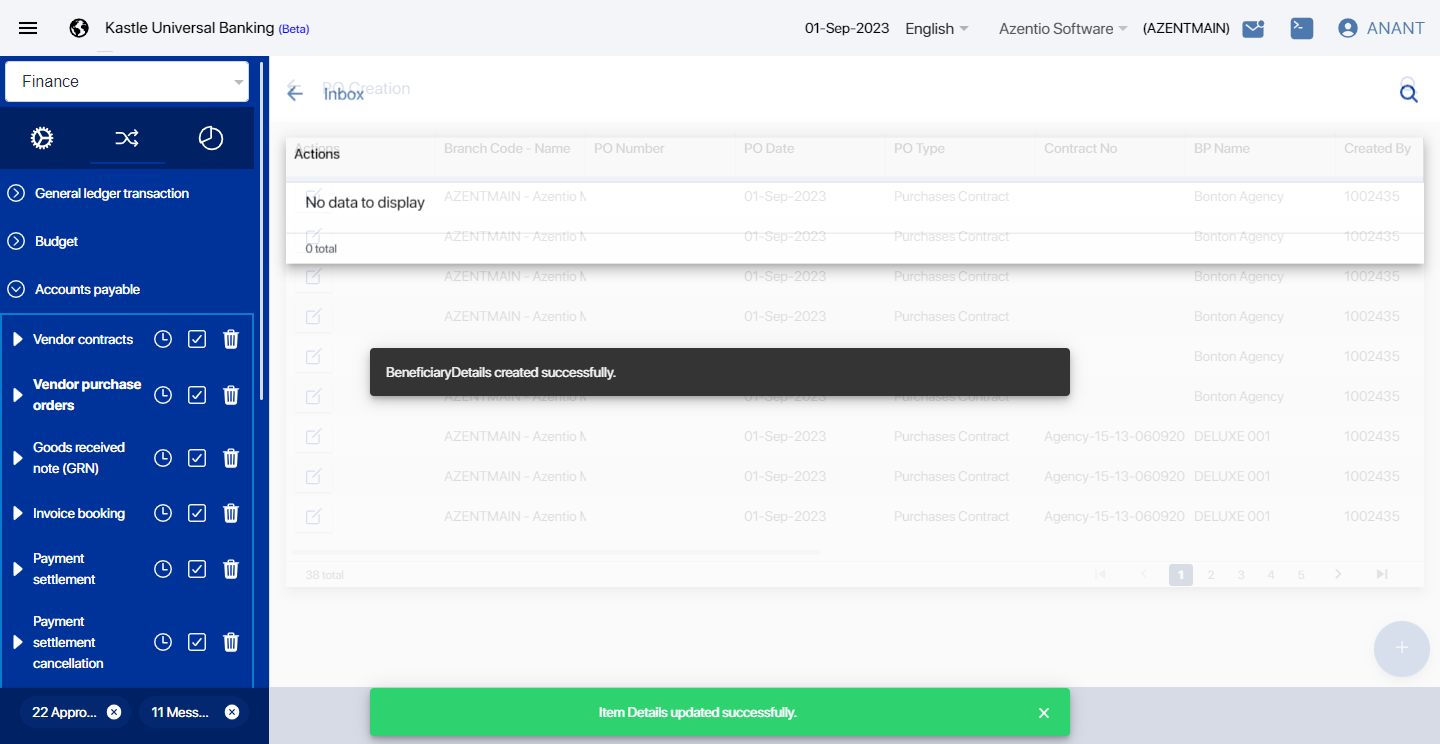 Kastle Universal Banking (Beta)
01-Sep-2023 English Azentio Software (AZENTMAIN) ANANT
Finance
General ledger transaction
Budget
Accounts payable
Vendor contracts
Vendor purchase
orders
Goods received
note (GRN)
Invoice booking
Payment
settlement
Payment
settlement
cancellation
22 Appro...
11 Mess...
PO Creation
Inbox
Actions Branch Code - Name PO Number PO Date PO Type Contract No BP Name Created By
Actions
AZENTMAIN - Azentio M 01-Sep-2023 Purchases Contract Bonton Agency 1002435
No data to display
AZENTMAIN - Azentio M 01-Sep-2023 Purchases Contract Bonton Agency 1002435
0 total
AZENTMAIN - Azentio M 01-Sep-2023 Purchases Contract Bonton Agency 1002435
AZENTMAIN - Azentio M 01-Sep-2023 Purchases Contract Bonton Agency 1002435
Bonton Agency 1002435
BeneficiaryDetails created successfully.
Bonton Agency 1002435
AZENTMAIN - Azentio M 01-Sep-2023 Purchases Contract Agency-15-13-060920 DELUXE 001 1002435
AZENTMAIN - Azentio M 01-Sep-2023 Purchases Contract Agency-15-13-060920 DELUXE 001 1002435
AZENTMAIN - Azentio M 01-Sep-2023 Purchases Contract Agency-15-13-060920 DELUXE 001 1002435
38 total 1 2 3 4 5
Item Details updated successfully.